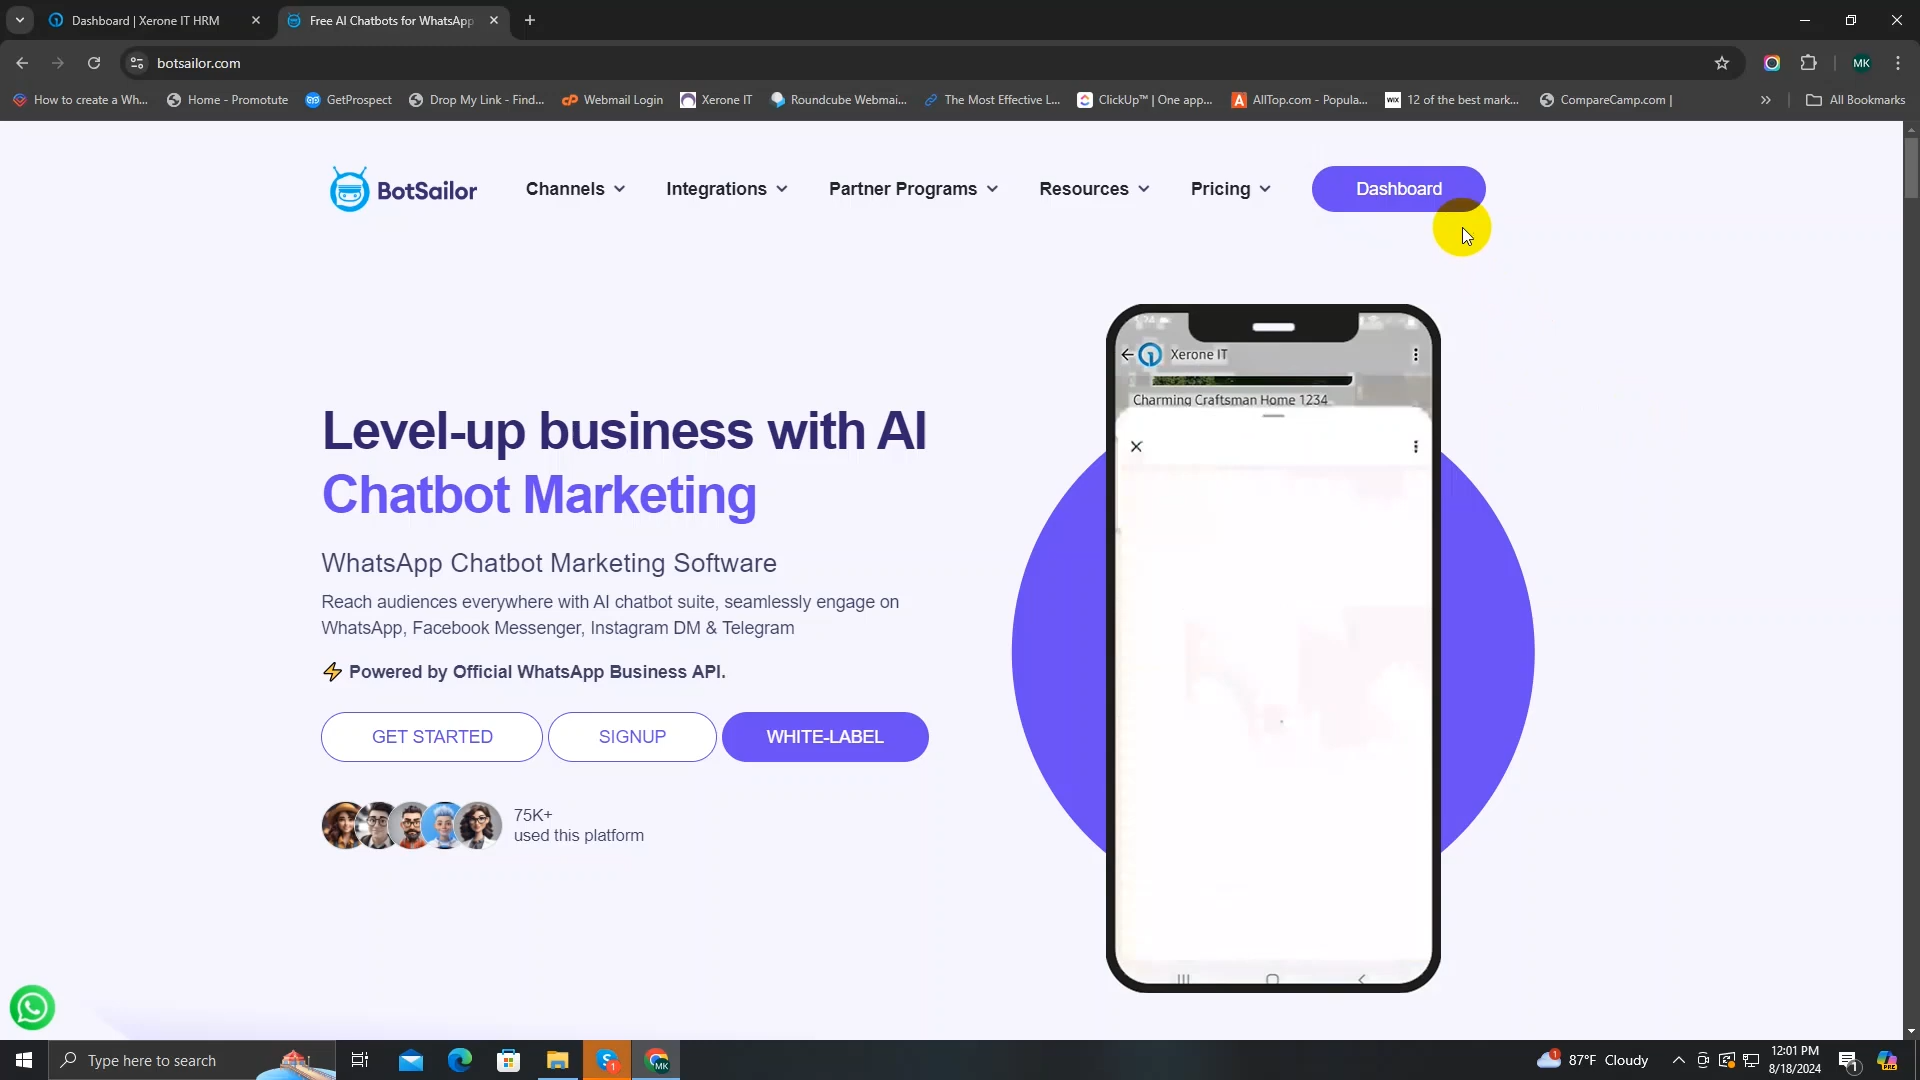 Dashboard | Xerone IT HRM
Free AI Chatbots for WhatsApp
botsailor.com
MK
How to create a Wh...
Home - Promotute
GetProspect
Drop My Link - Find...
Webmail Login
Xerone IT
Roundcube Webmai...
The Most Effective L...
ClickUp™ | One app...
AllTop.com - Popula...
WIX
12 of the best mark...
CompareCamp.com |
All Bookmarks
BotSailor
Channels
Integrations
Partner Programs
Resources
Pricing
Dashboard
Xerone IT
Charming Craftsman Home 1234
Level-up business with AI
Chatbot Marketing
WhatsApp Chatbot Marketing Software
Reach audiences everywhere with AI chatbot suite, seamlessly engage on
WhatsApp, Facebook Messenger, Instagram DM & Telegram
⚡ Powered by Official WhatsApp Business API.
GET STARTED
SIGNUP
WHITE-LABEL
75K+
used this platform
Type here to search
87°F Cloudy
12:01 PM
8/18/2024